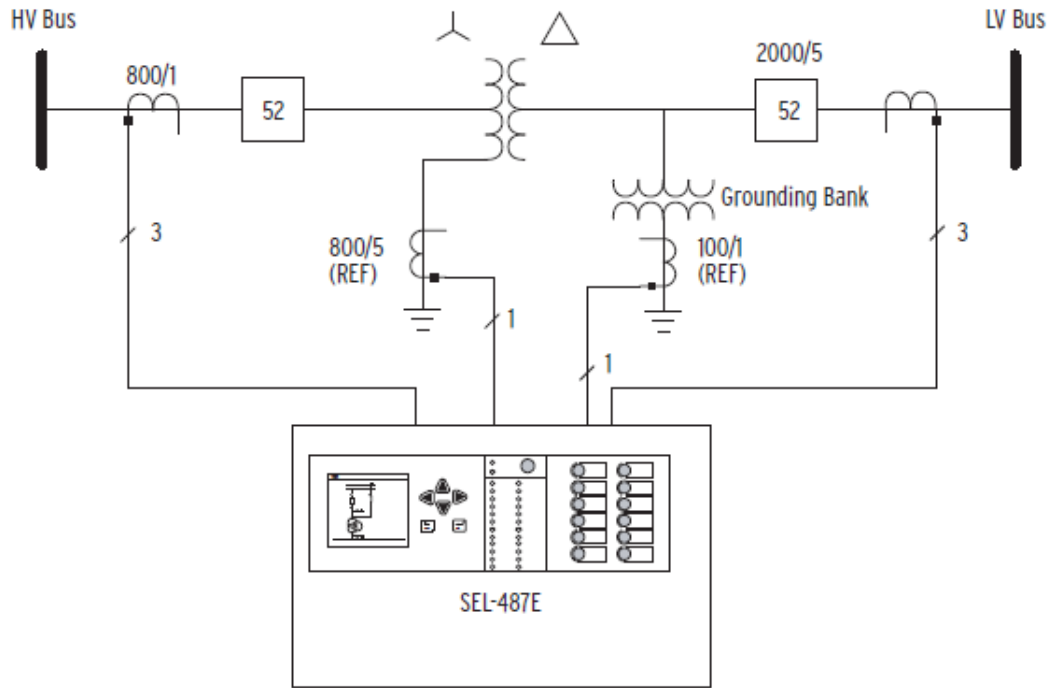 HV Bus
LV Bus
800/1
2000/5
52
52
Grounding Bank
3
800/5
(REF)
100/1
(REF)
3
1
1
SEL-487E